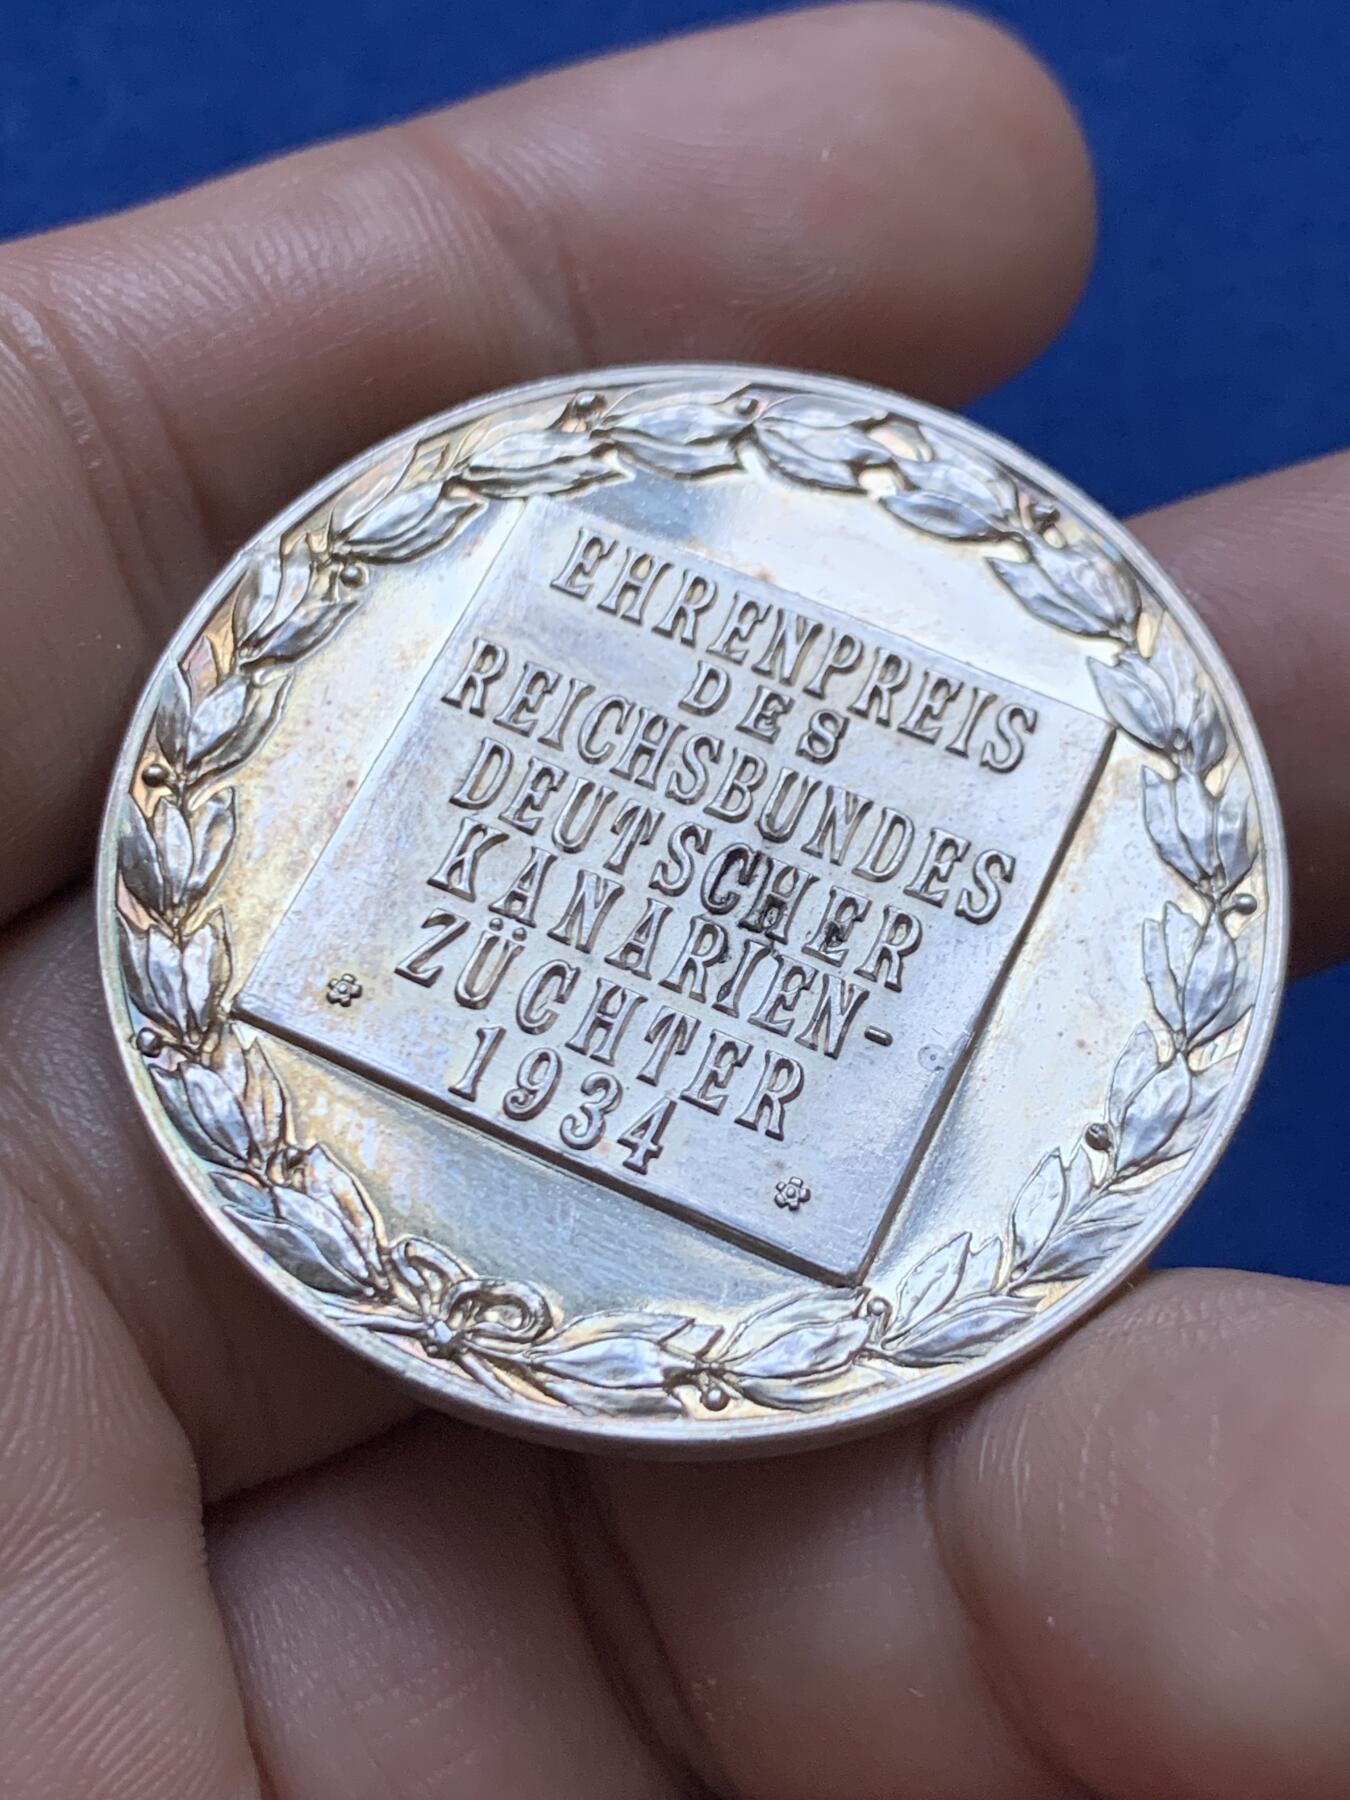 EHRENPREIS
DES
REICHSBUNDES
DEUTSCHER
KANARIEN-
ZÜCHTER
1934